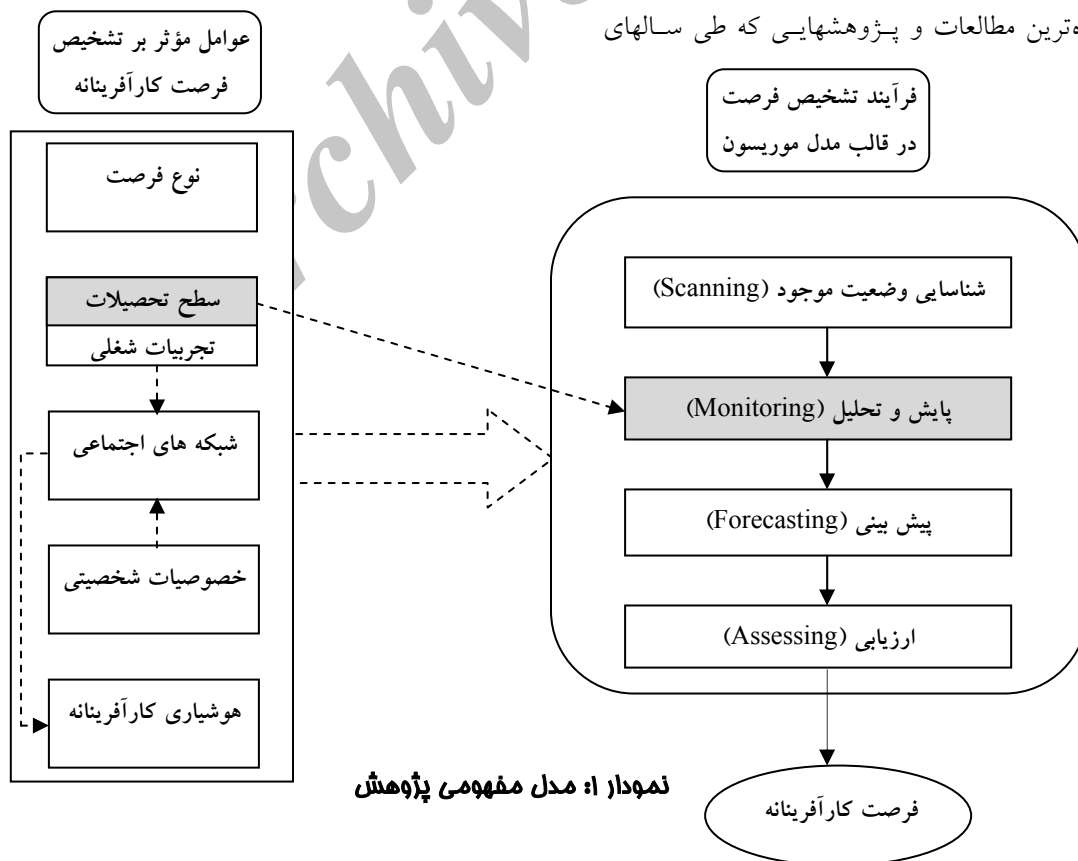 ه‌ترین مطالعات و پـژوهشهایـی که طی سـالهای
عوامل مؤثر بر تشخیص
فرصت کارآفرینانه
فرآیند تشخیص فرصت
در قالب مدل موریسون
نوع فرصت
سطح تحصیلات
تجربیات شغلی
شبکه های اجتماعی
خصوصیات شخصیتی
هوشیاری کارآفرینانه
شناسایی وضعیت موجود (Scanning)
پایش و تحلیل (Monitoring)
پیش بینی (Forecasting)
ارزیابی (Assessing)
فرصت کارآفرینانه
نمودار ۱: مدل مفهومی پژوهش